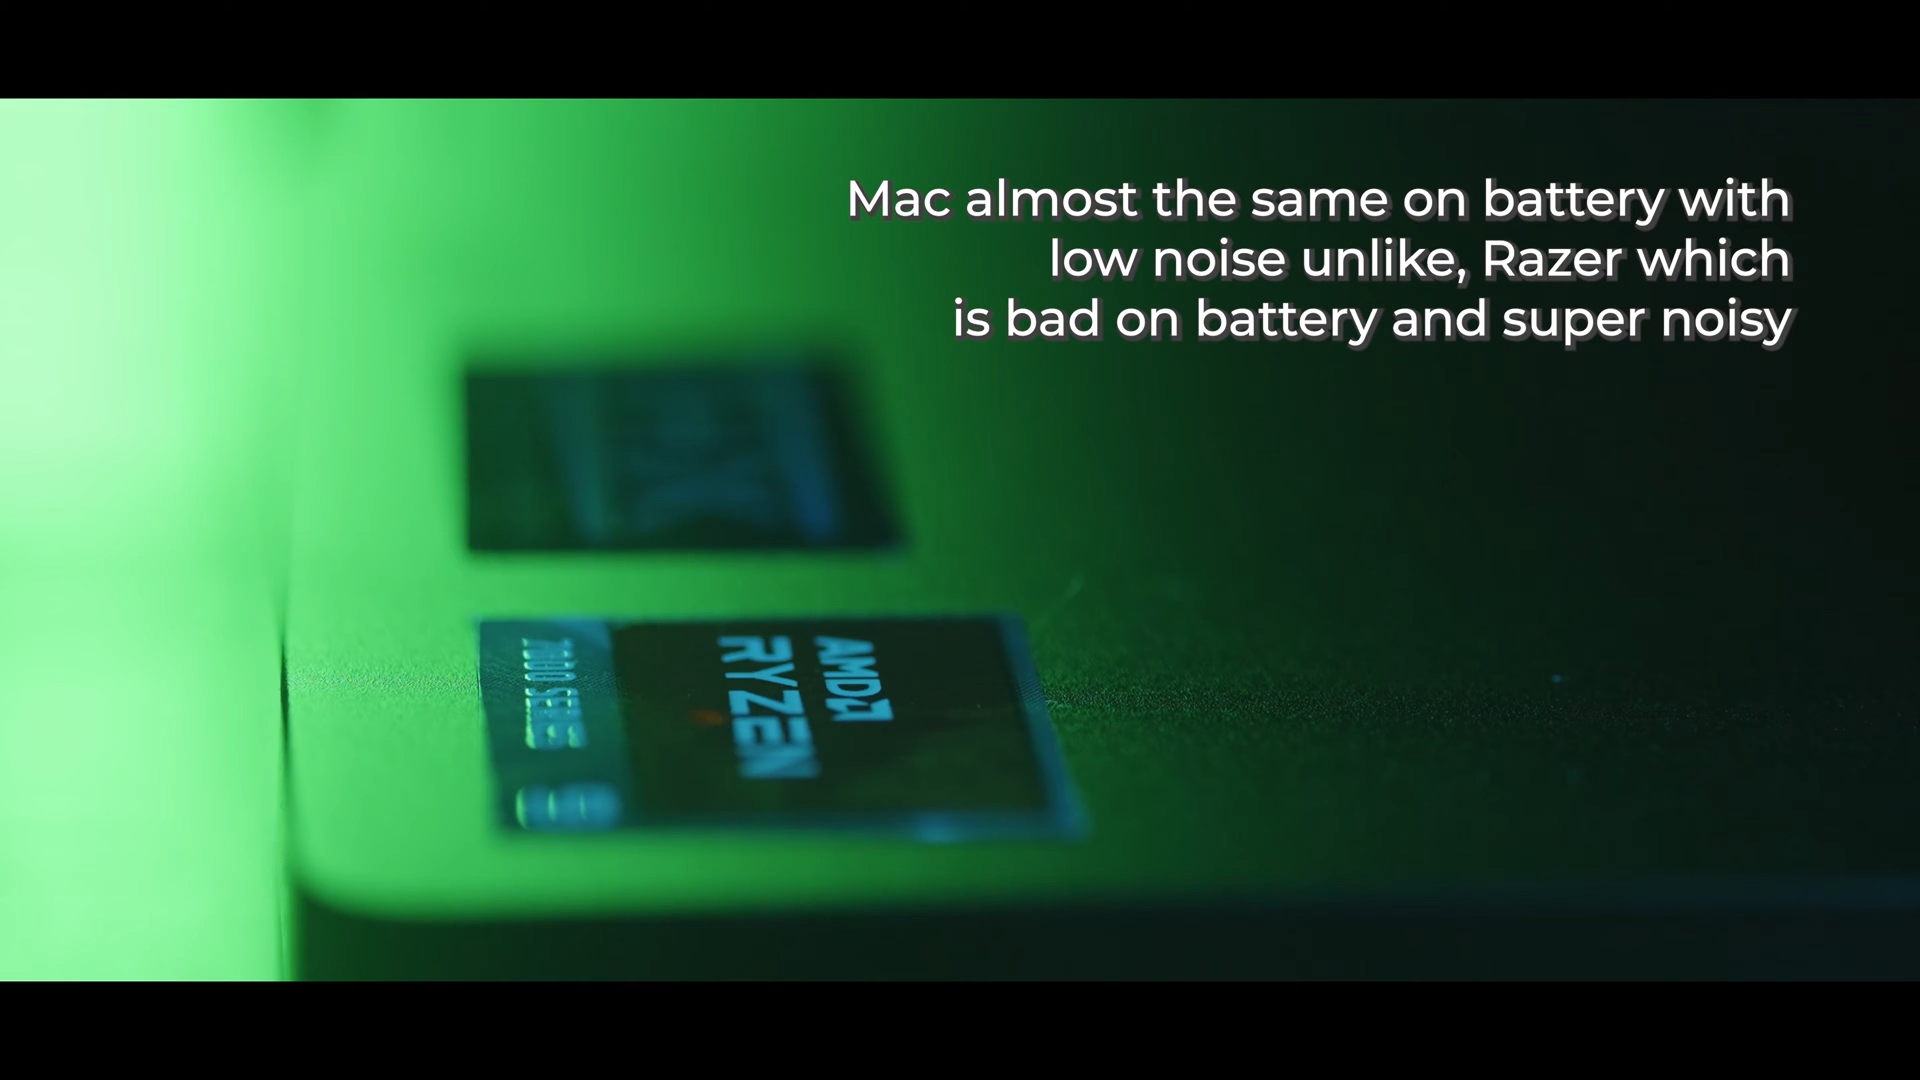 Mac almost the same on battery with
low noise unlike, Razer which
is bad on battery and super noisy
AMD
RYZEN
7000 SERIES